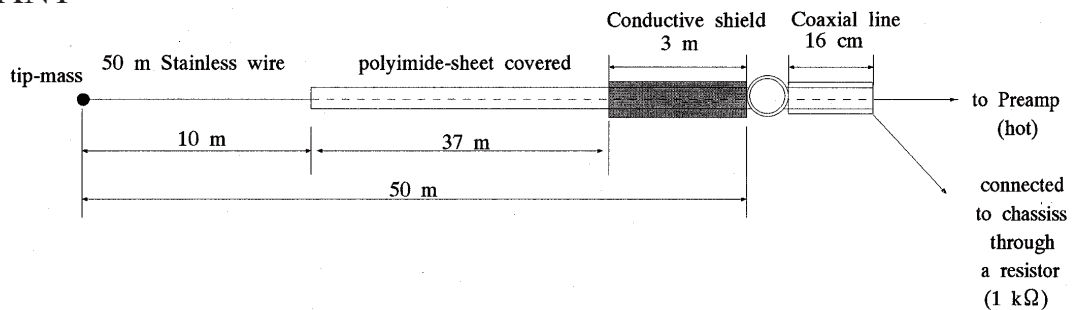 Conductive shield
3 m
Coaxial line
16 cm
tip-mass
50 m Stainless wire
polyimide-sheet covered
to Preamp
(hot)
10 m
37 m
50 m
connected
to chassiss
through
a resistor
(1 kΩ)